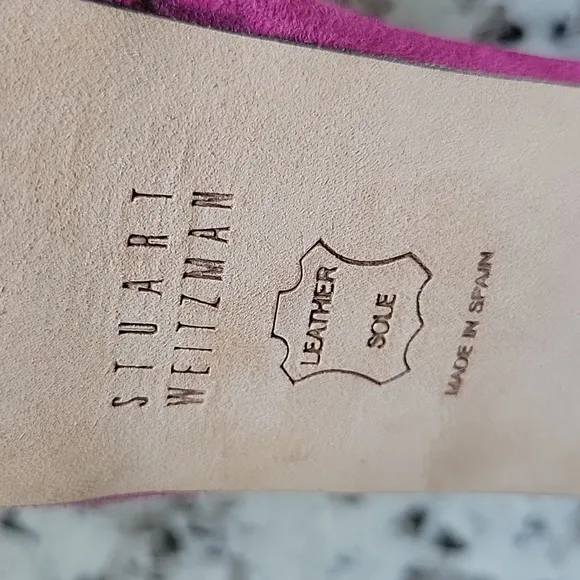 STUART
WEITZMAN
LEATHER
SOLE
MADE IN SPAIN